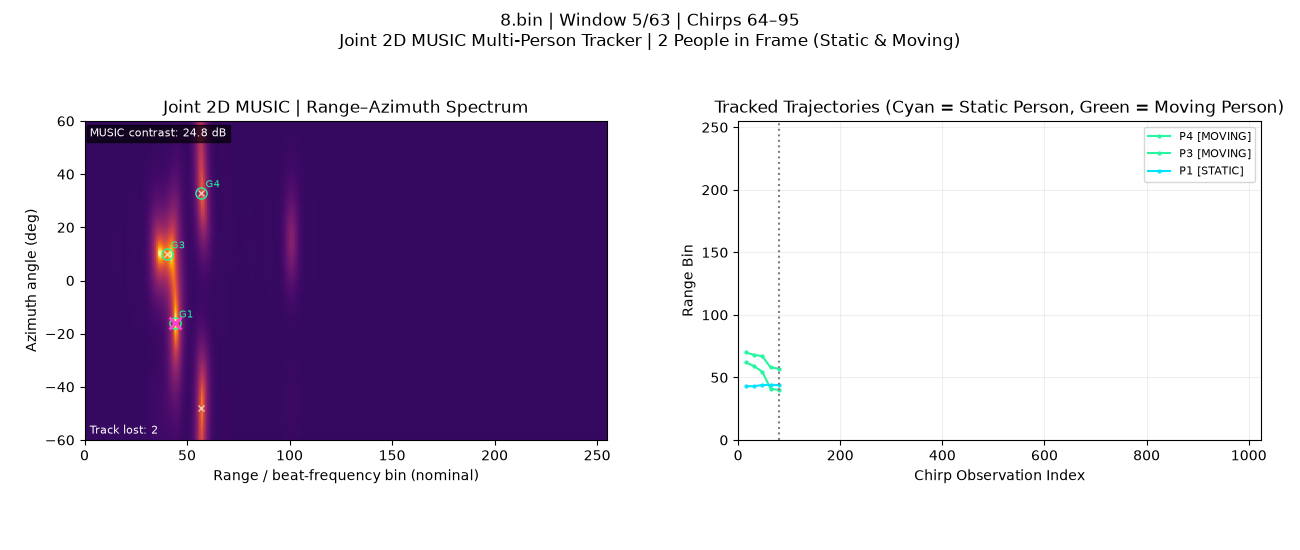 8.bin | Window 5/63 | Chirps 64–95
Joint 2D MUSIC Multi-Person Tracker | 2 People in Frame (Static & Moving)
Joint 2D MUSIC | Range–Azimuth Spectrum
MUSIC contrast: 24.8 dB
G4
G3
G1
Track lost: 2
60
40
20
0
−20
−40
−60
Azimuth angle (deg)
0 50 100 150 200 250
Range / beat-frequency bin (nominal)
Tracked Trajectories (Cyan = Static Person, Green = Moving Person)
P4 [MOVING]
P3 [MOVING]
P1 [STATIC]
250
200
150
100
50
0
Range Bin
0 200 400 600 800 1000
Chirp Observation Index